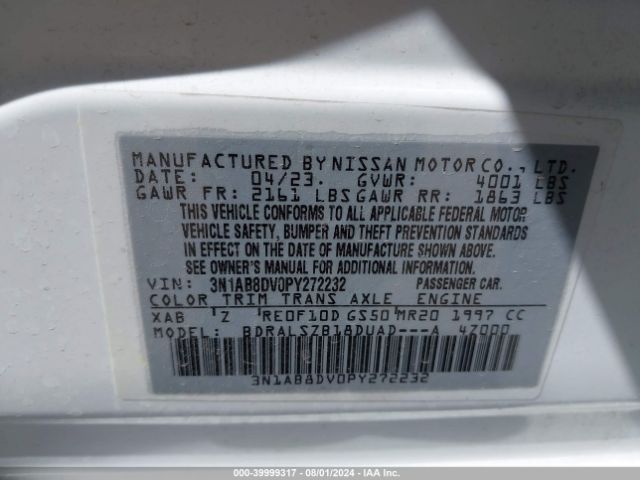 MANUFACTURED BY NISSAN MOTOR CO., LTD.
DATE: 04/23. GVWR: 4001 LBS
GAWR FR: 2161 LBS GAWR RR: 1863 LBS
THIS VEHICLE CONFORMS TO ALL APPLICABLE FEDERAL MOTOR
VEHICLE SAFETY, BUMPER AND THEFT PREVENTION STANDARDS
IN EFFECT ON THE DATE OF MANUFACTURE SHOWN ABOVE.
SEE OWNER'S MANUAL FOR ADDITIONAL INFORMATION.
VIN: 3N1AB8DV0PY272232 PASSENGER CAR.
COLOR TRIM TRANS AXLE ENGINE
XAB Z RE0F10D GS50 MR20 1997 CC
MODEL: BDRALSZB18DUAD---A 4Z000
3N1AB8DV0PY272232
000-39999317 - 08/01/2024 - IAA Inc.